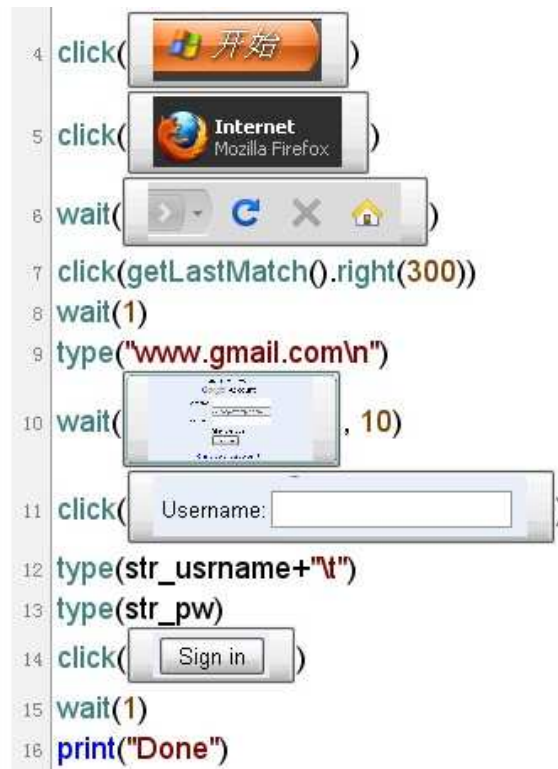 4 click( 开始 )
5 click( Internet
Mozilla Firefox )
6 wait( )
7 click(getLastMatch().right(300))
8 wait(1)
9 type("www.gmail.com\n")
10 wait( , 10)
11 click( Username: )
12 type(str_usrname+"\t")
13 type(str_pw)
14 click( Sign in )
15 wait(1)
16 print("Done")